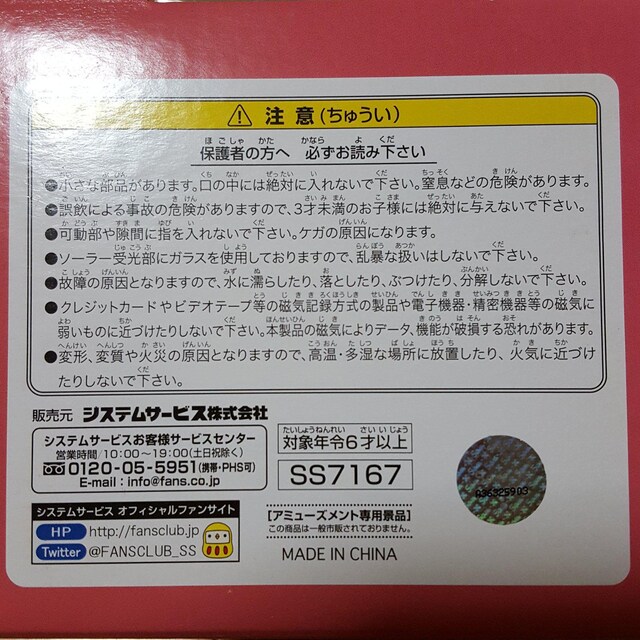 注意(ちゅうい)
保護者の方へ 必ずお読み下さい
●小さな部品があります。口の中には絶対に入れないで下さい。窒息などの危険があります。
●誤飲による事故の危険がありますので、3才未満のお子様には絶対に与えないで下さい。
●可動部や隙間に指を入れないで下さい。ケガの原因になります。
●ソーラー受光部にガラスを使用しておりますので、乱暴な扱いはしないで下さい。
●故障の原因となりますので、水に濡らしたり、落としたり、ぶつけたり、分解しないで下さい。
●クレジットカードやビデオテープ等の磁気記録方式の製品や電子機器・精密機器等の磁気に
弱いものに近づけたりしないで下さい。本製品の磁気によりデータ、機能が破損する恐れがあります。
●変形、変質や火災の原因となりますので、高温・多湿な場所に放置したり、火気に近づけ
たりしないで下さい。
販売元 システムサービス株式会社
システムサービスお客様サービスセンター
営業時間/10:00～19:00(土日祝除く)
0120-05-5951(携帯・PHS可)
E-mail : info@fans.co.jp
システムサービス オフィシャルファンサイト
HP http://fansclub.jp
Twitter @FANSCLUB_SS
対象年令6才以上
SS7167
[アミューズメント専用景品]
この商品は一般市販されておりません。
MADE IN CHINA